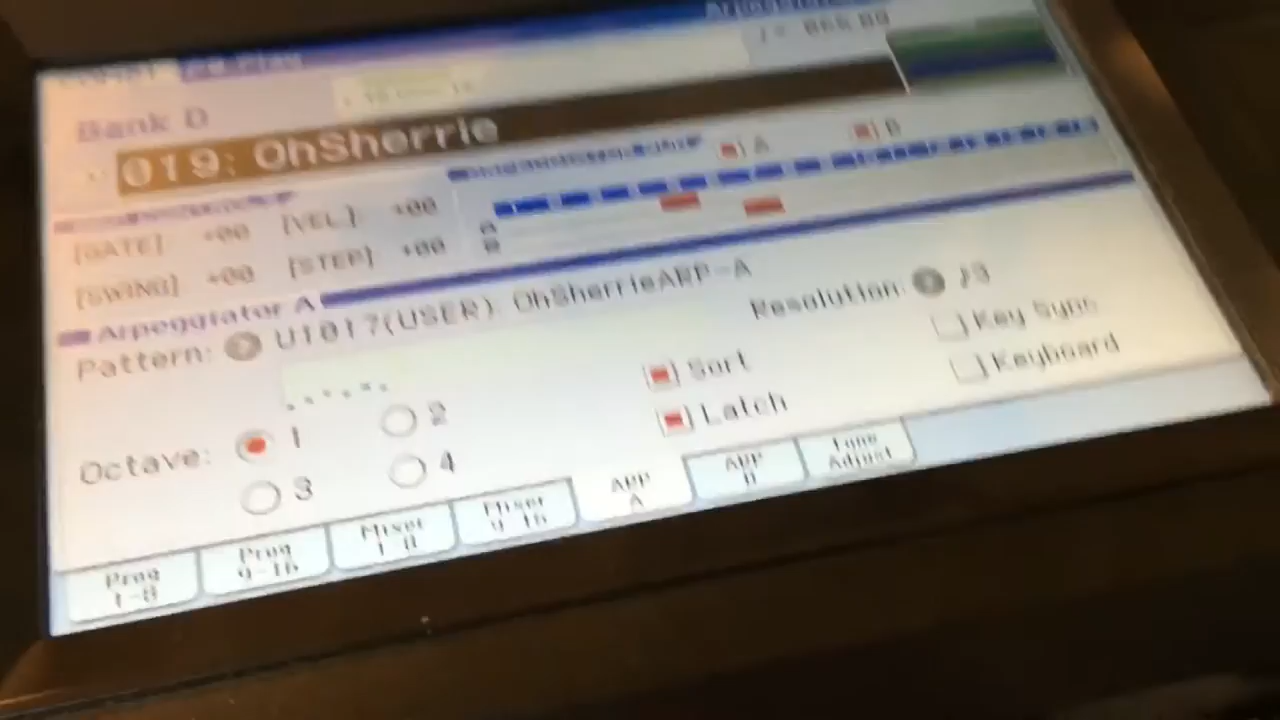 Bank D
019: OhSherrie
A B
[GATE] +00 [VEL] +00
[SWING] +00 [STEP] +00
A
B
Arpeggiator A
Pattern: U1017(USER) OhSherrieARP-A
Resolution: ♪3
Sort
Key Sync
Latch
Keyboard
Octave: 1 2
3 4
Prog 1-8
Prog 9-16
Mixer 1-8
Mixer 9-16
ARP A
ARP B
Tone Adjust